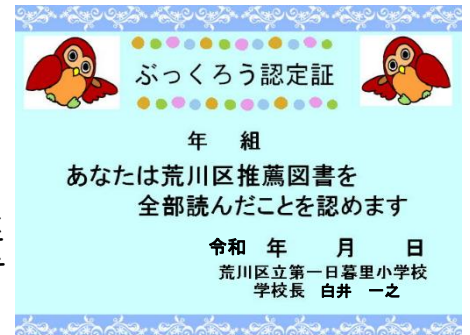 ぶっくろう認定証
年　組
あなたは荒川区推薦図書を
全部読んだことを認めます
令和　年　　月　　日
荒川区立第一日暮里小学校
学校長　白井　一之